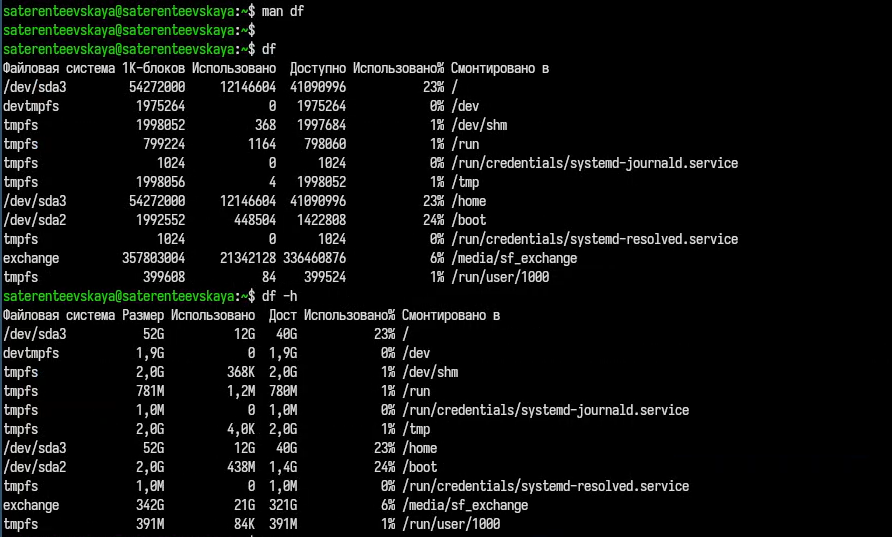 saterenteevskaya@saterenteevskaya:~$ man df
saterenteevskaya@saterenteevskaya:~$
saterenteevskaya@saterenteevskaya:~$ df
Файловая система 1K-блоков Использовано Доступно Использовано% Смонтировано в
/dev/sda3 54272000 12146604 41090996 23% /
devtmpfs 1975264 0 1975264 0% /dev
tmpfs 1998052 368 1997684 1% /dev/shm
tmpfs 799224 1164 798060 1% /run
tmpfs 1024 0 1024 0% /run/credentials/systemd-journald.service
tmpfs 1998056 4 1998052 1% /tmp
/dev/sda3 54272000 12146604 41090996 23% /home
/dev/sda2 1992552 448504 1422808 24% /boot
tmpfs 1024 0 1024 0% /run/credentials/systemd-resolved.service
exchange 357803004 21342128 336460876 6% /media/sf_exchange
tmpfs 399608 84 399524 1% /run/user/1000
saterenteevskaya@saterenteevskaya:~$ df -h
Файловая система Размер Использовано Дост Использовано% Смонтировано в
/dev/sda3 52G 12G 40G 23% /
devtmpfs 1,9G 0 1,9G 0% /dev
tmpfs 2,0G 368K 2,0G 1% /dev/shm
tmpfs 781M 1,2M 780M 1% /run
tmpfs 1,0M 0 1,0M 0% /run/credentials/systemd-journald.service
tmpfs 2,0G 4,0K 2,0G 1% /tmp
/dev/sda3 52G 12G 40G 23% /home
/dev/sda2 2,0G 438M 1,4G 24% /boot
tmpfs 1,0M 0 1,0M 0% /run/credentials/systemd-resolved.service
exchange 342G 21G 321G 6% /media/sf_exchange
tmpfs 391M 84K 391M 1% /run/user/1000